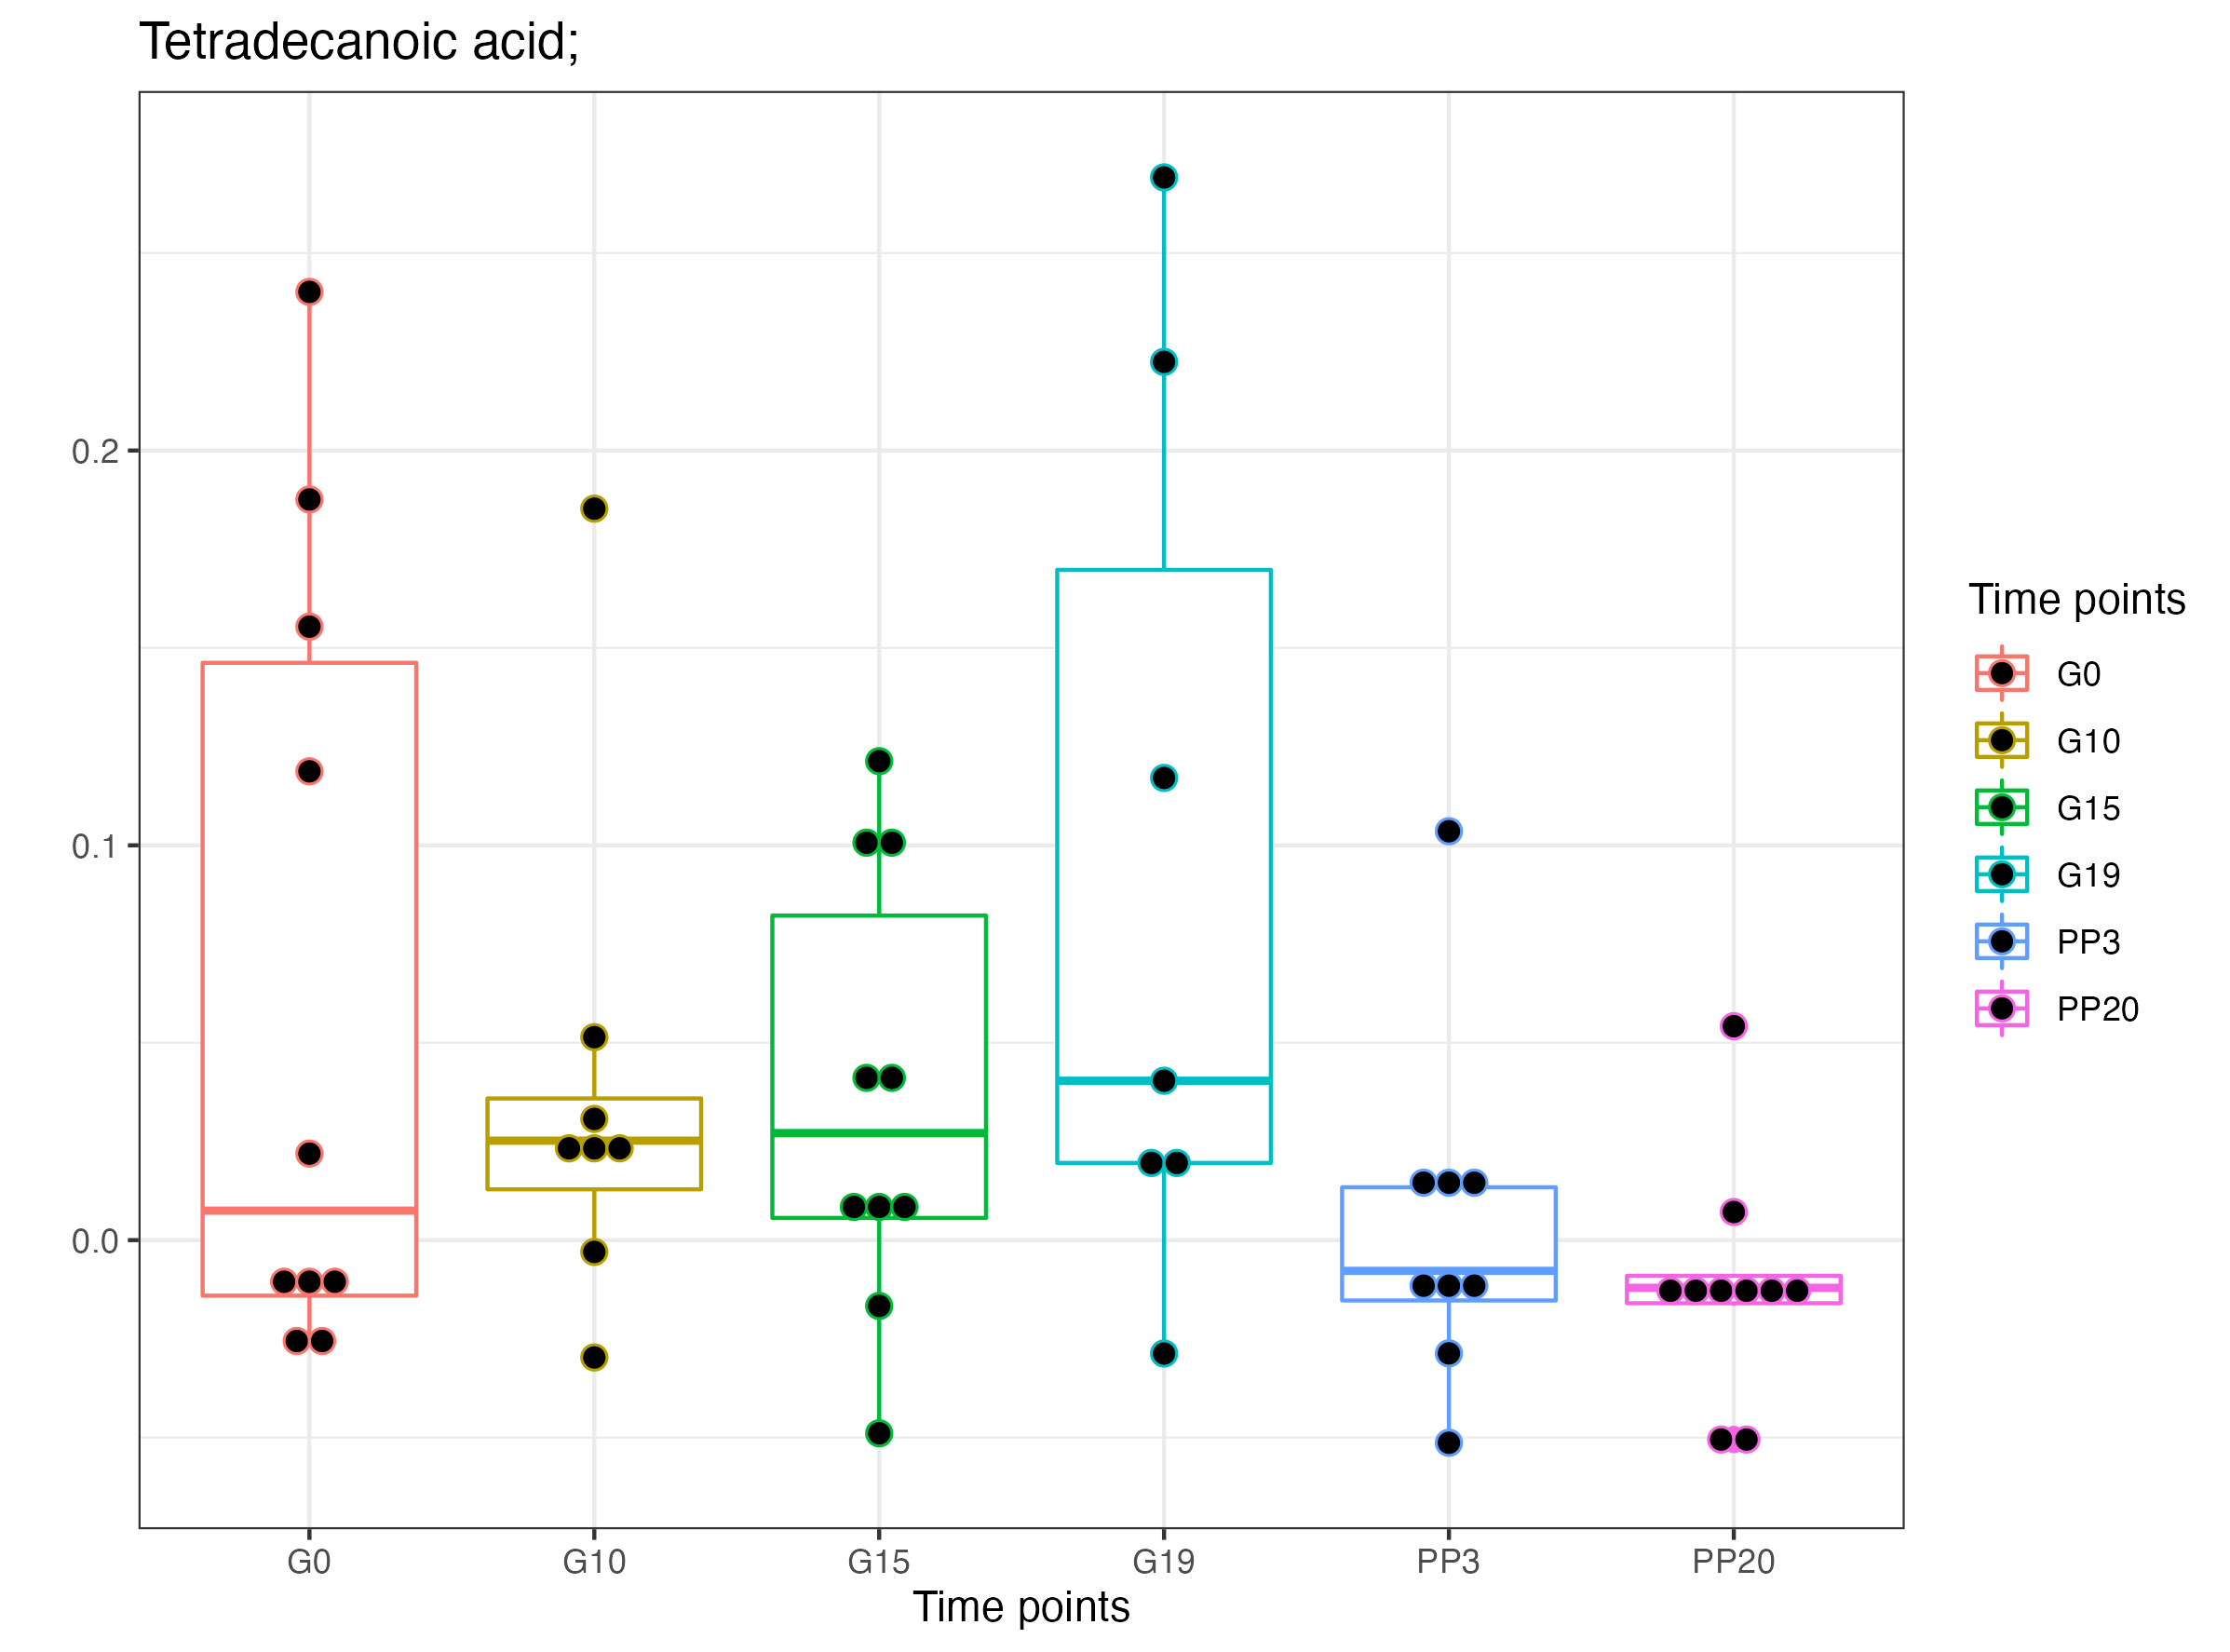 Tetradecanoic acid;
0.2
0.1
0.0
G0 G10 G15 G19 PP3 PP20
Time points
Time points
G0
G10
G15
G19
PP3
PP20